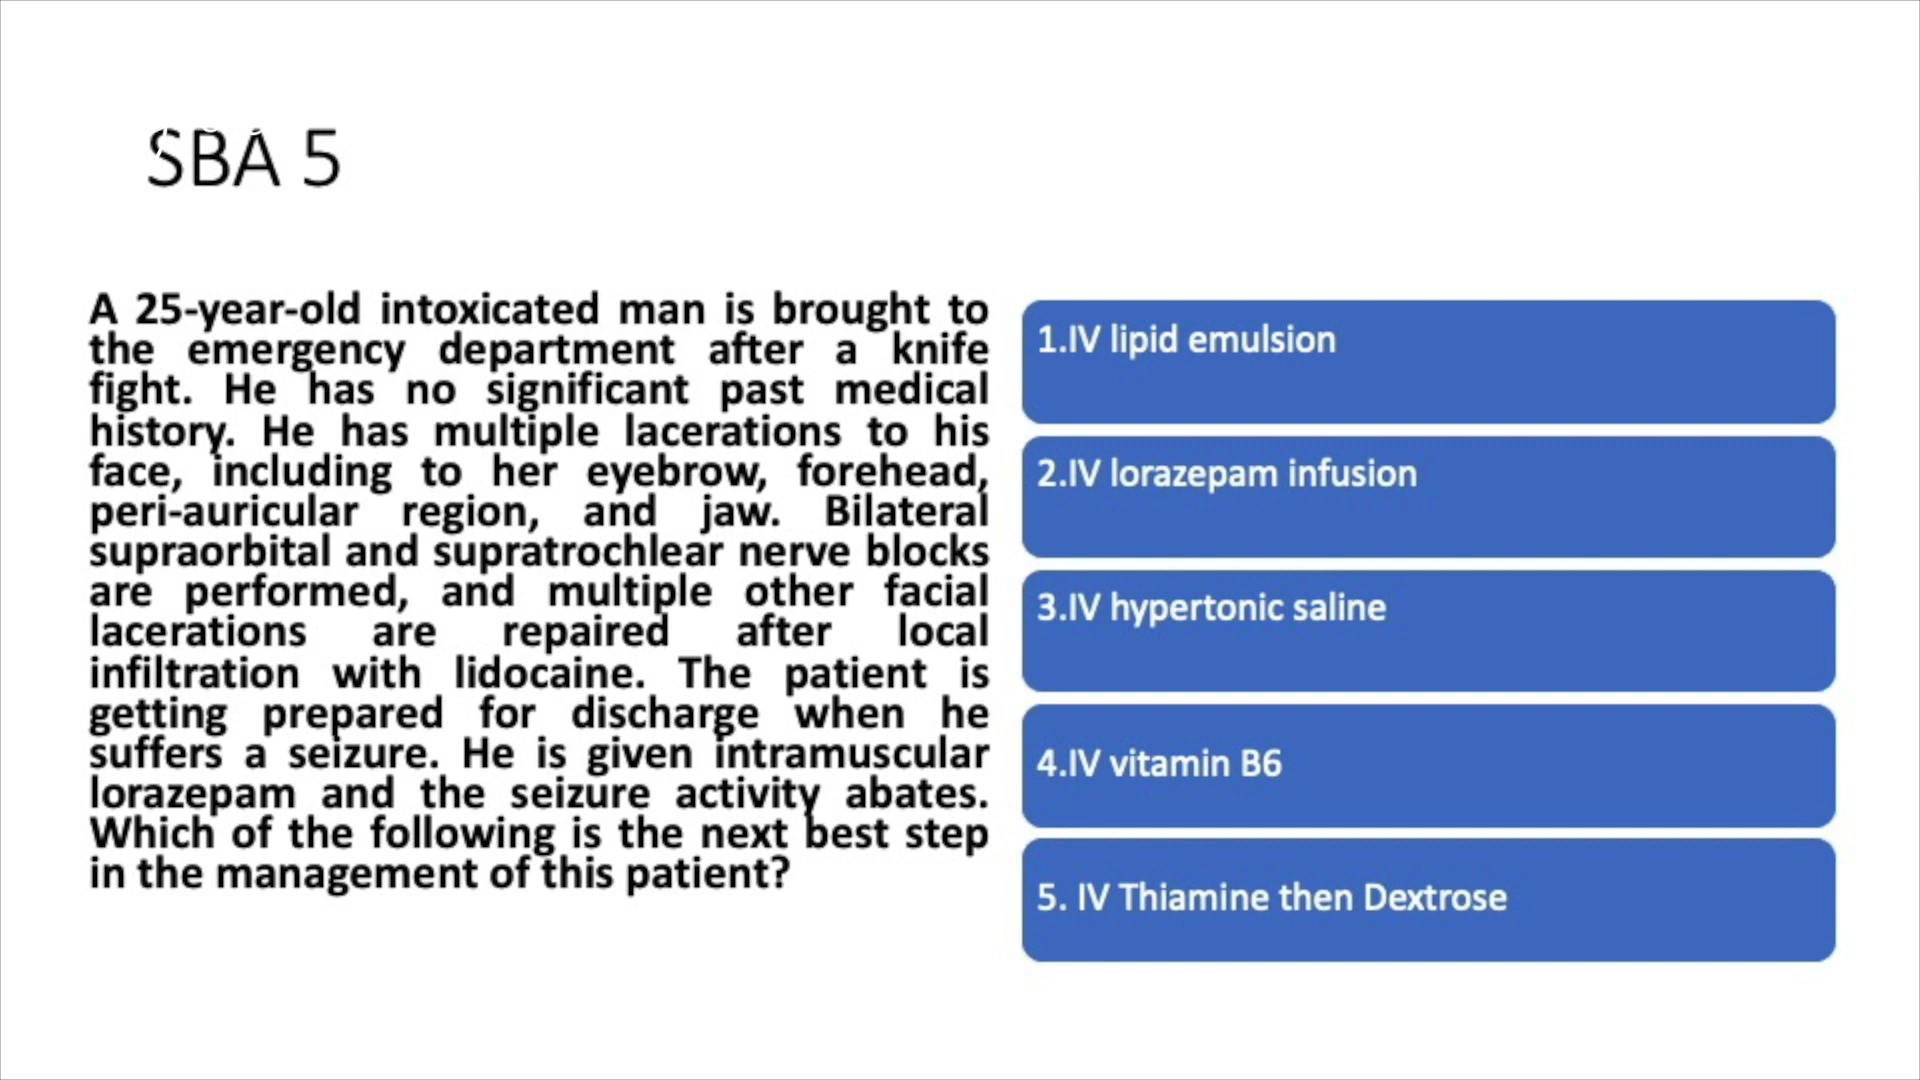 SBA 5
A 25-year-old intoxicated man is brought to
the emergency department after a knife
fight. He has no significant past medical
history. He has multiple lacerations to his
face, including to her eyebrow, forehead,
peri-auricular region, and jaw. Bilateral
supraorbital and supratrochlear nerve blocks
are performed, and multiple other facial
lacerations are repaired after local
infiltration with lidocaine. The patient is
getting prepared for discharge when he
suffers a seizure. He is given intramuscular
lorazepam and the seizure activity abates.
Which of the following is the next best step
in the management of this patient?
1.IV lipid emulsion
2.IV lorazepam infusion
3.IV hypertonic saline
4.IV vitamin B6
5. IV Thiamine then Dextrose